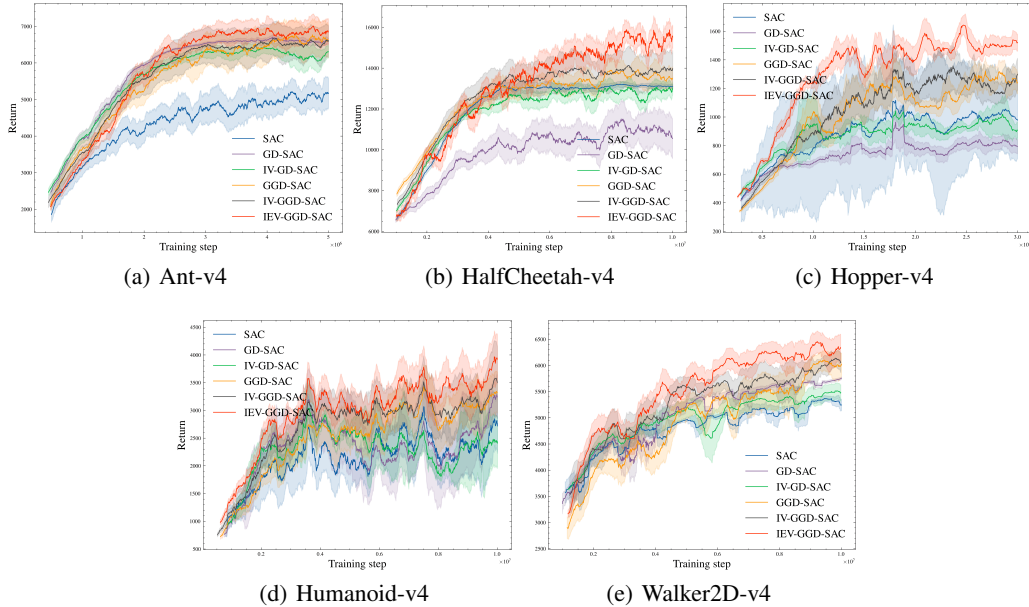 7000
6000
5000
4000
3000
2000
Return
SAC
GD-SAC
IV-GD-SAC
GGD-SAC
IV-GGD-SAC
IEV-GGD-SAC
1 2 3 4 5
Training step
(a) Ant-v4
16000
14000
12000
10000
8000
6000
Return
SAC
GD-SAC
IV-GD-SAC
GGD-SAC
IV-GGD-SAC
IEV-GGD-SAC
0.2 0.4 0.6 0.8 1.0
Training step
×10⁷
(b) HalfCheetah-v4
1600
1400
1200
1000
800
600
400
200
Return
SAC
GD-SAC
IV-GD-SAC
GGD-SAC
IV-GGD-SAC
IEV-GGD-SAC
0.5 1.0 1.5 2.0 2.5 3.0
Training step
(c) Hopper-v4
4500
4000
3500
3000
2500
2000
1500
1000
500
Return
SAC
GD-SAC
IV-GD-SAC
GGD-SAC
IV-GGD-SAC
IEV-GGD-SAC
0.2 0.4 0.6 0.8 1.0
Training step
×10⁷
(d) Humanoid-v4
6500
6000
5500
5000
4500
4000
3500
3000
2500
Return
SAC
GD-SAC
IV-GD-SAC
GGD-SAC
IV-GGD-SAC
IEV-GGD-SAC
0.2 0.4 0.6 0.8 1.0
Training step
×10⁷
(e) Walker2D-v4